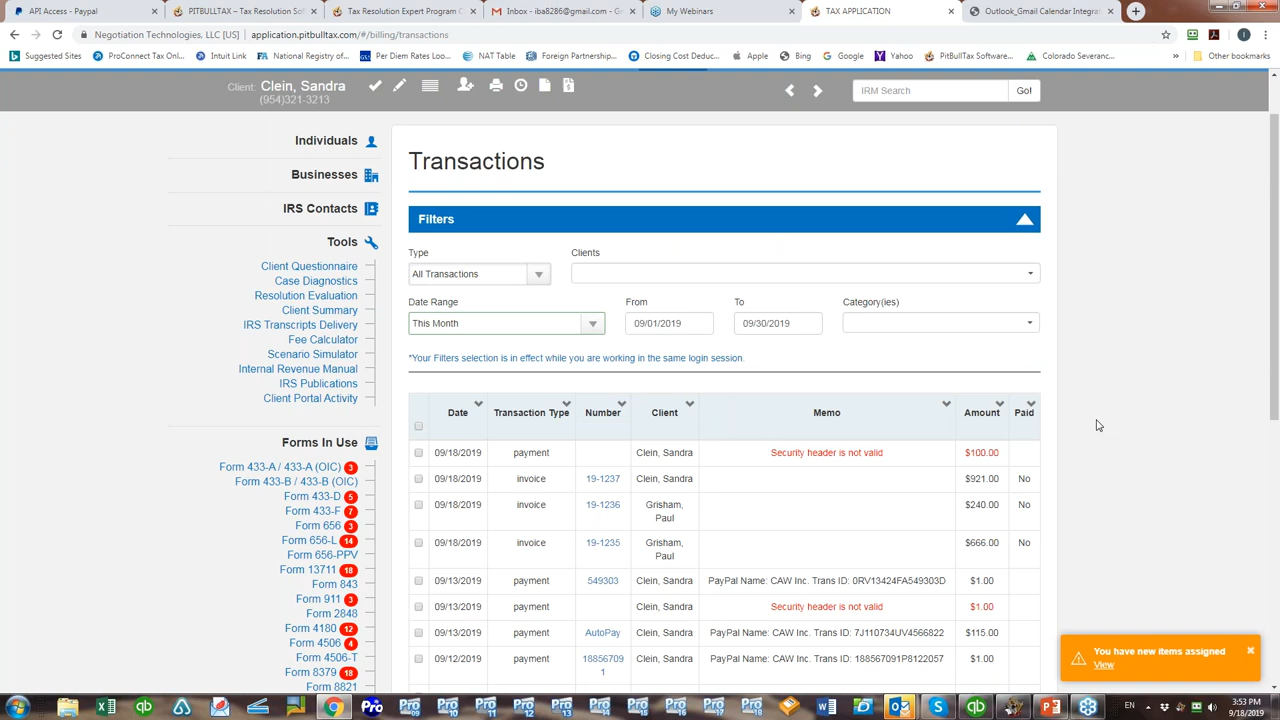 API Access - Paypal
PITBULLTAX – Tax Resolution Sof
Tax Resolution Expert Program C
Inbox - iba8286@gmail.com - G
My Webinars
TAX APPLICATION
Outlook_Gmail Calendar Integrat
Negotiation Technologies, LLC [US] | application.pitbulltax.com/#/billing/transactions
Suggested Sites
ProConnect Tax Onl...
Intuit Link
National Registry of...
Per Diem Rates Loo...
NAT Table
Foreign Partnership...
Closing Cost Deduc...
Apple
Bing
Google
Yahoo
PitBullTax Software...
Colorado Severanc...
Other bookmarks
Client: Clein, Sandra
(954)321-3213
IRM Search
Go!
Individuals
Businesses
IRS Contacts
Tools
Client Questionnaire
Case Diagnostics
Resolution Evaluation
Client Summary
IRS Transcripts Delivery
Fee Calculator
Scenario Simulator
Internal Revenue Manual
IRS Publications
Client Portal Activity
Forms In Use
Form 433-A / 433-A (OIC) 3
Form 433-B / 433-B (OIC)
Form 433-D 5
Form 433-F 7
Form 656 3
Form 656-L 14
Form 656-PPV
Form 13711 18
Form 843
Form 911 3
Form 2848
Form 4180 12
Form 4506 4
Form 4506-T
Form 8379 18
Form 8821
Transactions
Filters
Type
Clients
All Transactions
Date Range
From
To
Category(ies)
This Month
09/01/2019
09/30/2019
*Your Filters selection is in effect while you are working in the same login session.
Date Transaction Type Number Client Memo Amount Paid
09/18/2019 payment Clein, Sandra Security header is not valid $100.00
09/18/2019 invoice 19-1237 Clein, Sandra $921.00 No
09/18/2019 invoice 19-1236 Grisham, $240.00 No
Paul
09/18/2019 invoice 19-1235 Grisham, $666.00 No
Paul
09/13/2019 payment 549303 Clein, Sandra PayPal Name: CAW Inc. Trans ID: 0RV13424FA549303D $1.00
09/13/2019 payment Clein, Sandra Security header is not valid $1.00
09/13/2019 payment AutoPay Clein, Sandra PayPal Name: CAW Inc. Trans ID: 7J110734UV4566822 $115.00
09/12/2019 payment 18856709 Clein, Sandra PayPal Name: CAW Inc. Trans ID: 188567091P8122057 $1.00
1
You have new items assigned
View
EN
3:53 PM
9/18/2019